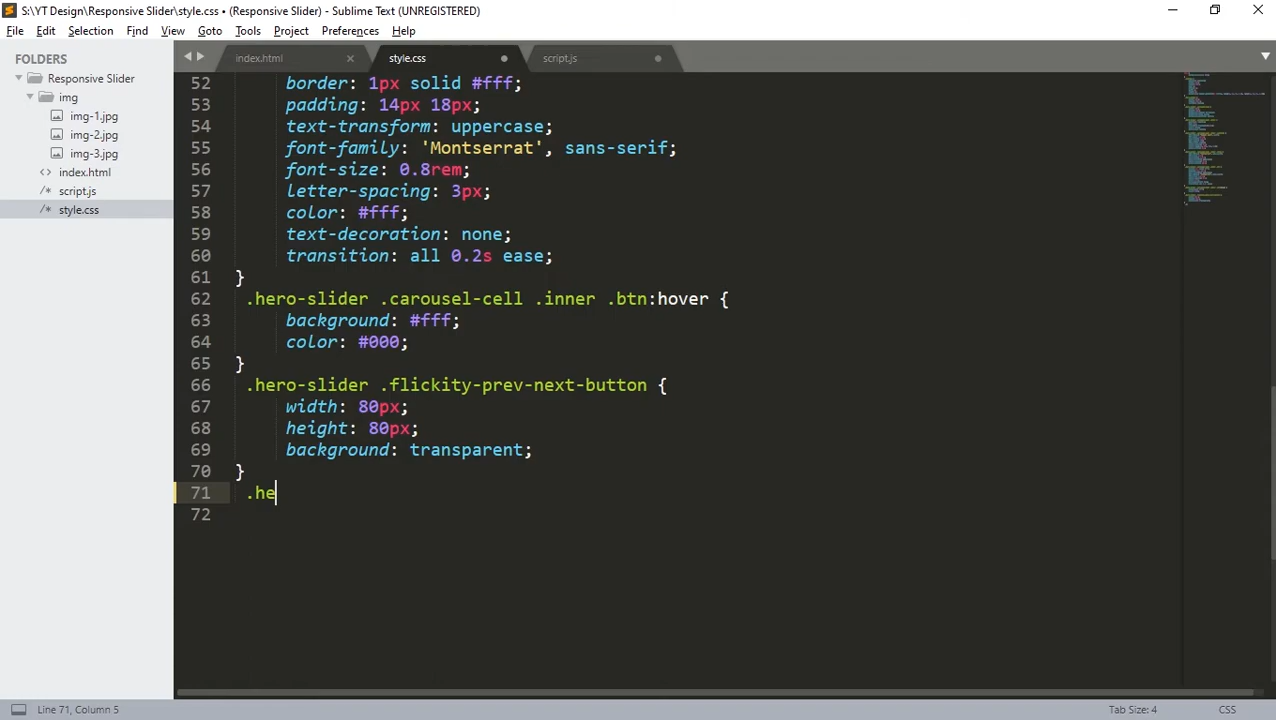 S:\YT Design\Responsive Slider\style.css • (Responsive Slider) - Sublime Text (UNREGISTERED)
File Edit Selection Find View Goto Tools Project Preferences Help
FOLDERS
Responsive Slider
img
img-1.jpg
img-2.jpg
img-3.jpg
index.html
script.js
style.css
index.html style.css script.js
52 border: 1px solid #fff;
53 padding: 14px 18px;
54 text-transform: uppercase;
55 font-family: 'Montserrat', sans-serif;
56 font-size: 0.8rem;
57 letter-spacing: 3px;
58 color: #fff;
59 text-decoration: none;
60 transition: all 0.2s ease;
61 }
62 .hero-slider .carousel-cell .inner .btn:hover {
63 background: #fff;
64 color: #000;
65 }
66 .hero-slider .flickity-prev-next-button {
67 width: 80px;
68 height: 80px;
69 background: transparent;
70 }
71 .he
72
Line 71, Column 5 Tab Size: 4 CSS